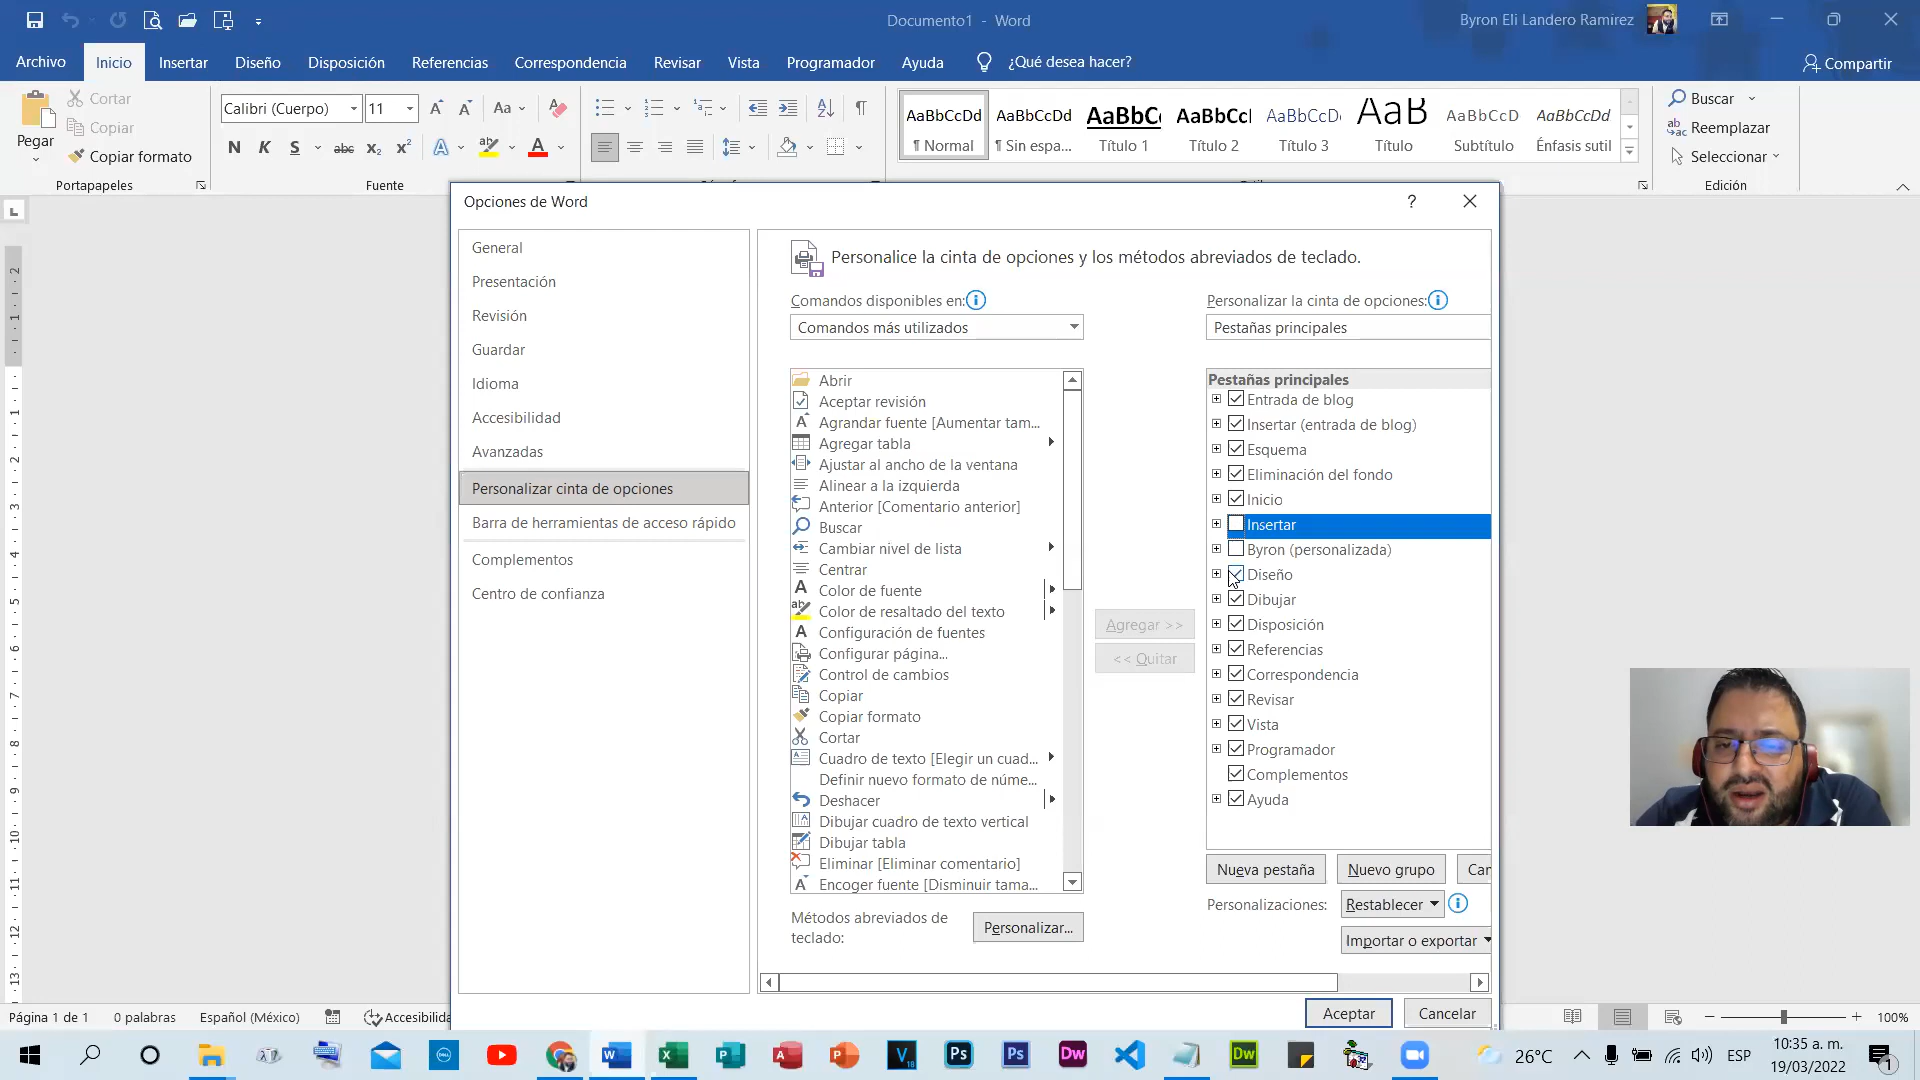 Documento1 - Word
Byron Eli Landero Ramirez
Archivo
Inicio
Insertar
Diseño
Disposición
Referencias
Correspondencia
Revisar
Vista
Programador
Ayuda
¿Qué desea hacer?
Compartir
Pegar
Cortar
Copiar
Copiar formato
Portapapeles
Calibri (Cuerpo)
11
Aa
N K S abc x₂ x² A ab A
Fuente
AaBbCcDd
¶ Normal
AaBbCcDd
¶ Sin espa...
AaBbC
Título 1
AaBbCcl
Título 2
AaBbCcD
Título 3
AaB
Título
AaBbCcD
Subtítulo
AaBbCcDd
Énfasis sutil
Buscar
Reemplazar
Seleccionar
Edición
Opciones de Word
?
General
Presentación
Revisión
Guardar
Idioma
Accesibilidad
Avanzadas
Personalizar cinta de opciones
Barra de herramientas de acceso rápido
Complementos
Centro de confianza
Personalice la cinta de opciones y los métodos abreviados de teclado.
Comandos disponibles en:
Comandos más utilizados
Abrir
Aceptar revisión
Agrandar fuente [Aumentar tam...
Agregar tabla
Ajustar al ancho de la ventana
Alinear a la izquierda
Anterior [Comentario anterior]
Buscar
Cambiar nivel de lista
Centrar
Color de fuente
Color de resaltado del texto
Configuración de fuentes
Configurar página...
Control de cambios
Copiar
Copiar formato
Cortar
Cuadro de texto [Elegir un cuad...
Definir nuevo formato de núme...
Deshacer
Dibujar cuadro de texto vertical
Dibujar tabla
Eliminar [Eliminar comentario]
Encoger fuente [Disminuir tama...
Métodos abreviados de
teclado:
Personalizar...
Agregar >>
<< Quitar
Personalizar la cinta de opciones:
Pestañas principales
Pestañas principales
Entrada de blog
Insertar (entrada de blog)
Esquema
Eliminación del fondo
Inicio
Insertar
Byron (personalizada)
Diseño
Dibujar
Disposición
Referencias
Correspondencia
Revisar
Vista
Programador
Complementos
Ayuda
Nueva pestaña
Nuevo grupo
Personalizaciones:
Restablecer
Importar o exportar
Aceptar
Cancelar
Página 1 de 1
0 palabras
Español (México)
Accesibilida
100%
26°C
ESP
10:35 a. m.
19/03/2022
1